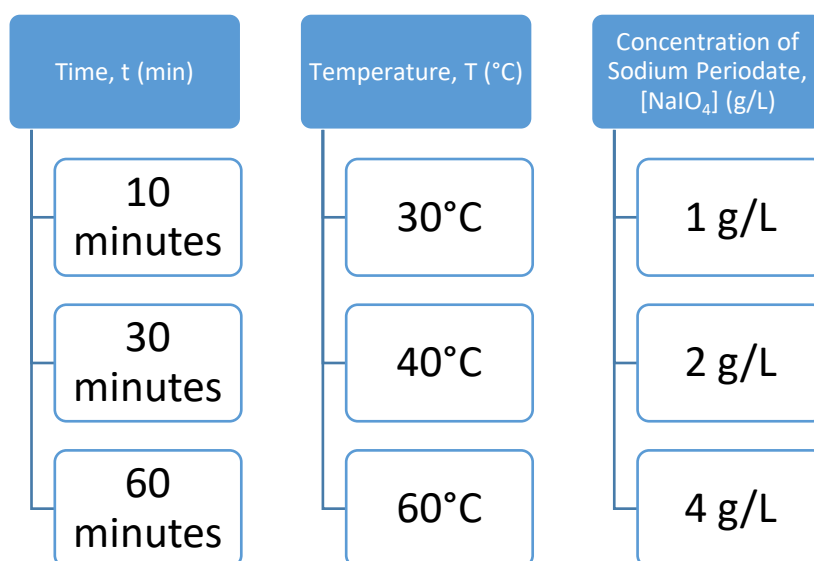 Time, t (min)
10
minutes
30
minutes
60
minutes
Temperature, T (°C)
30°C
40°C
60°C
Concentration of
Sodium Periodate,
[NaIO₄] (g/L)
1 g/L
2 g/L
4 g/L